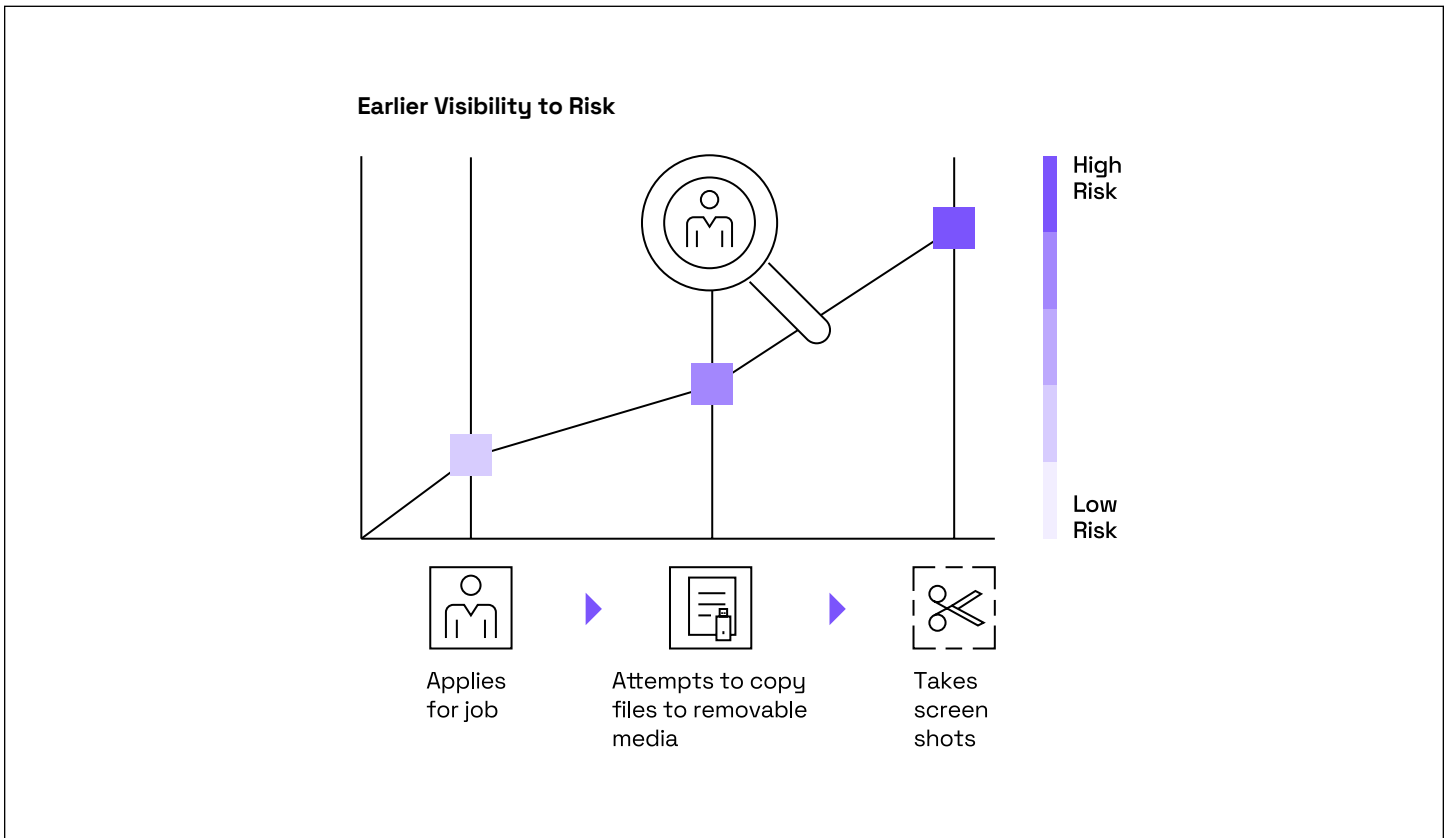 Earlier Visibility to Risk
High
Risk
Low
Risk
Applies
for job
Attempts to copy
files to removable
media
Takes
screen
shots